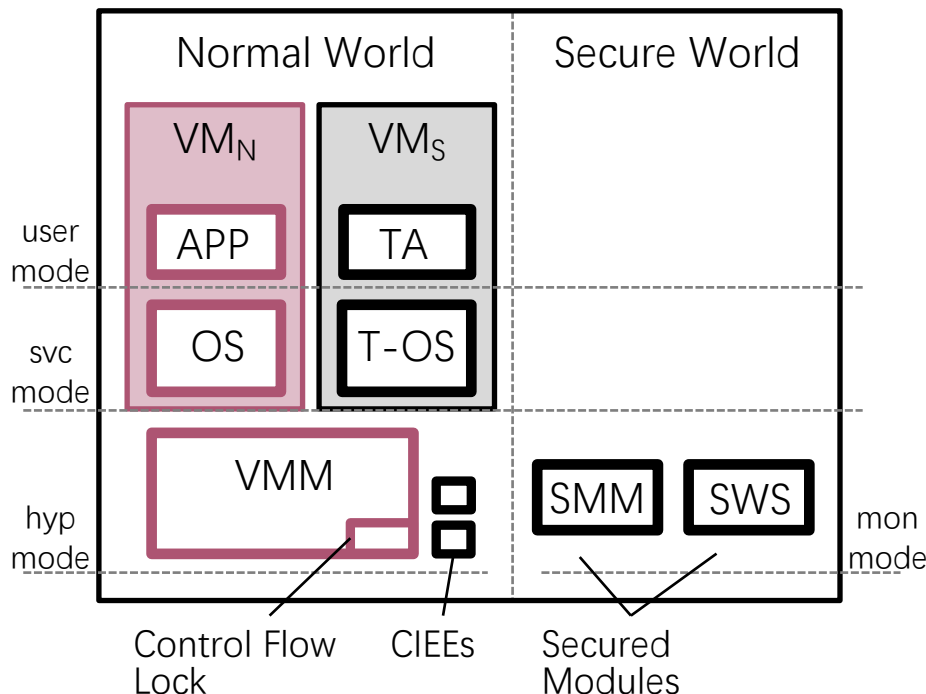 Normal World
Secure World
VMN
VMS
user
mode
APP
TA
svc
mode
OS
T-OS
hyp
mode
VMM
SMM
SWS
mon
mode
Control Flow
Lock
CIEEs
Secured
Modules